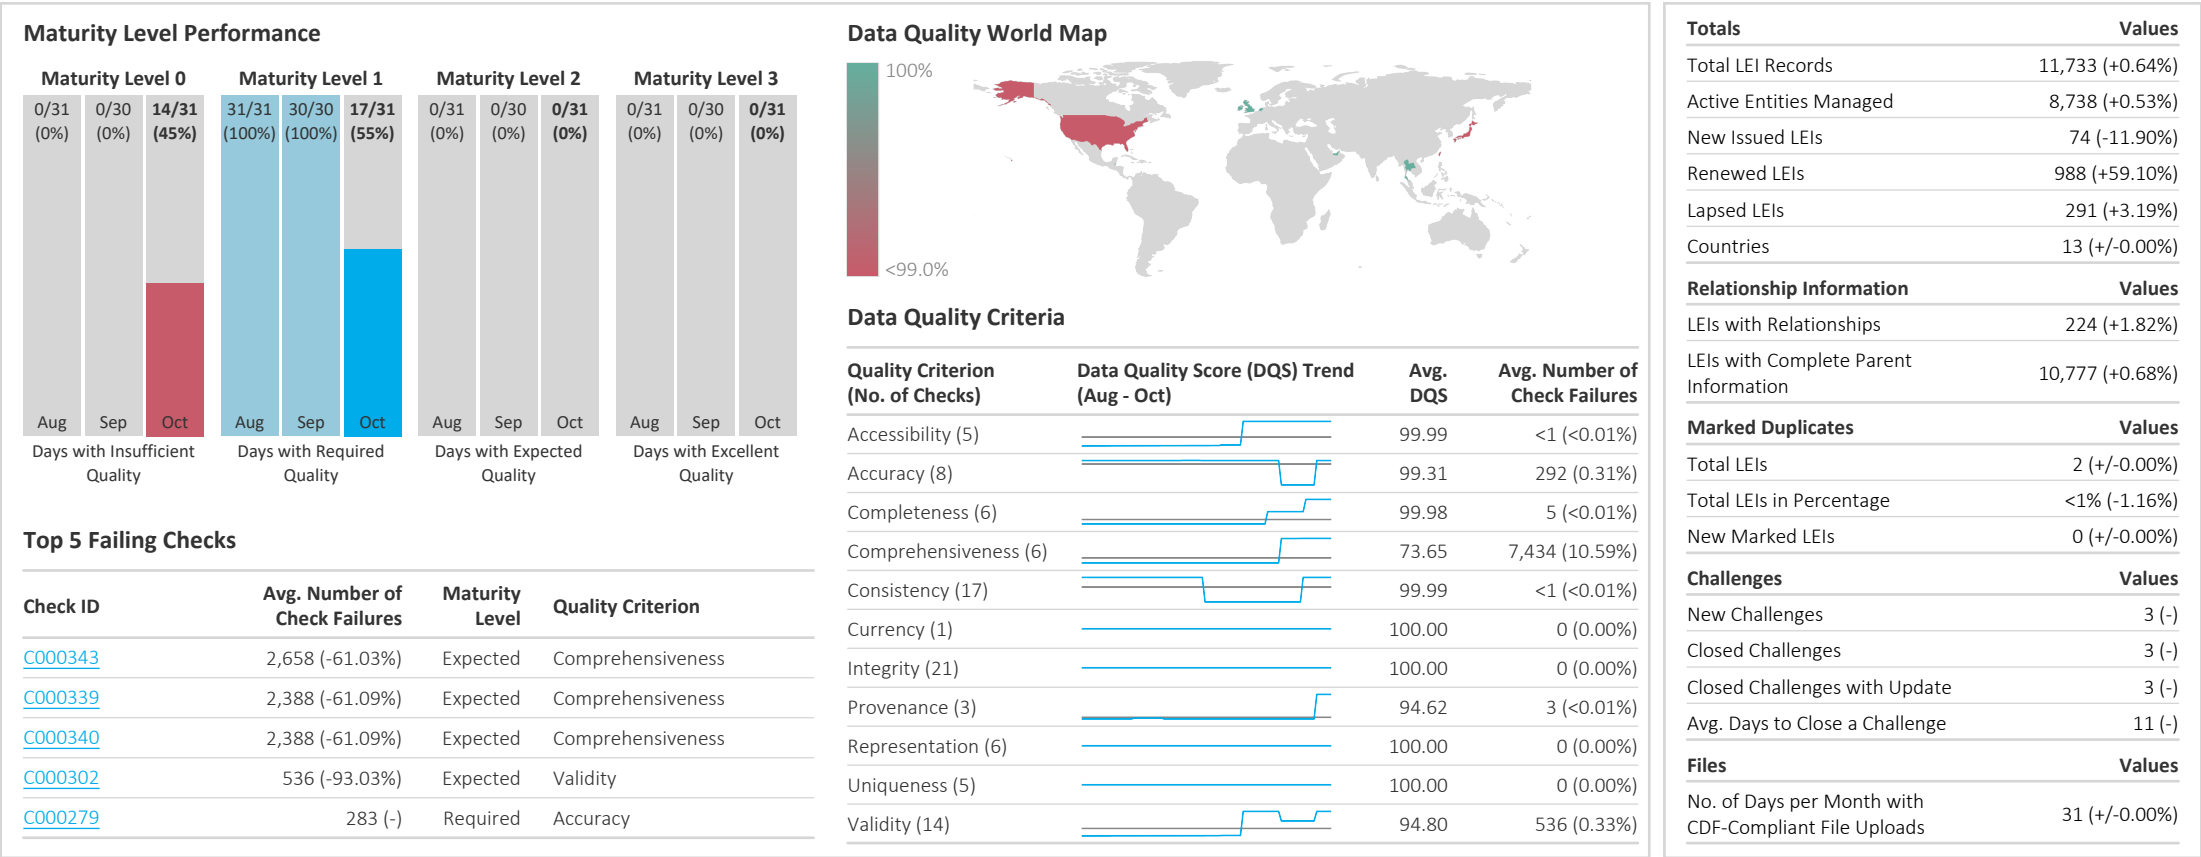 Maturity Level Performance
Maturity Level 0 Maturity Level 1 Maturity Level 2 Maturity Level 3
0/31 0/30 14/31 31/31 30/30 17/31 0/31 0/30 0/31 0/31 0/30 0/31
(0%) (0%) (45%) (100%) (100%) (55%) (0%) (0%) (0%) (0%) (0%) (0%)
Aug Sep Oct Aug Sep Oct Aug Sep Oct Aug Sep Oct
Days with Insufficient Days with Required Days with Expected Days with Excellent
Quality Quality Quality Quality
Top 5 Failing Checks
Check ID Avg. Number of Check Failures Maturity Level Quality Criterion
C000343 2,658 (-61.03%) Expected Comprehensiveness
C000339 2,388 (-61.09%) Expected Comprehensiveness
C000340 2,388 (-61.09%) Expected Comprehensiveness
C000302 536 (-93.03%) Expected Validity
C000279 283 (-) Required Accuracy
Data Quality World Map
100%
<99.0%
Data Quality Criteria
Quality Criterion Data Quality Score (DQS) Trend Avg. Avg. Number of
(No. of Checks) (Aug - Oct) DQS Check Failures
Accessibility (5) 99.99 <1 (<0.01%)
Accuracy (8) 99.31 292 (0.31%)
Completeness (6) 99.98 5 (<0.01%)
Comprehensiveness (6) 73.65 7,434 (10.59%)
Consistency (17) 99.99 <1 (<0.01%)
Currency (1) 100.00 0 (0.00%)
Integrity (21) 100.00 0 (0.00%)
Provenance (3) 94.62 3 (<0.01%)
Representation (6) 100.00 0 (0.00%)
Uniqueness (5) 100.00 0 (0.00%)
Validity (14) 94.80 536 (0.33%)
Totals Values
Total LEI Records 11,733 (+0.64%)
Active Entities Managed 8,738 (+0.53%)
New Issued LEIs 74 (-11.90%)
Renewed LEIs 988 (+59.10%)
Lapsed LEIs 291 (+3.19%)
Countries 13 (+/-0.00%)
Relationship Information Values
LEIs with Relationships 224 (+1.82%)
LEIs with Complete Parent
Information 10,777 (+0.68%)
Marked Duplicates Values
Total LEIs 2 (+/-0.00%)
Total LEIs in Percentage <1% (-1.16%)
New Marked LEIs 0 (+/-0.00%)
Challenges Values
New Challenges 3 (-)
Closed Challenges 3 (-)
Closed Challenges with Update 3 (-)
Avg. Days to Close a Challenge 11 (-)
Files Values
No. of Days per Month with
CDF-Compliant File Uploads 31 (+/-0.00%)